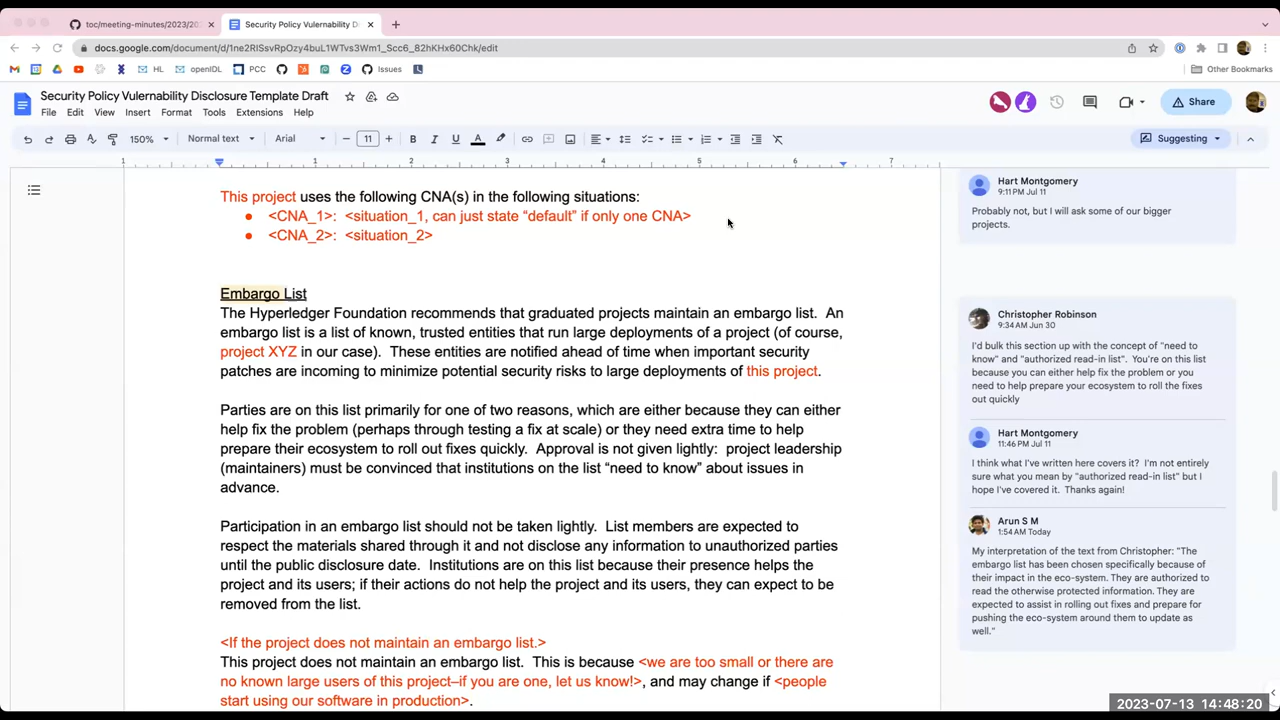 toc/meeting-minutes/2023/20
Security Policy Vulernability D
docs.google.com/document/d/1ne2RISsvRpOzy4buL1WTvs3Wm1_Scc6_82hKHx60Chk/edit
HL
openIDL
PCC
Issues
Other Bookmarks
Security Policy Vulernability Disclosure Template Draft
File Edit View Insert Format Tools Extensions Help
Share
150% Normal text Arial 11
Suggesting
1 1 2 3 4 5 6 7
This project uses the following CNA(s) in the following situations:
● <CNA_1>: <situation_1, can just state “default” if only one CNA>
● <CNA_2>: <situation_2>
Embargo List
The Hyperledger Foundation recommends that graduated projects maintain an embargo list. An
embargo list is a list of known, trusted entities that run large deployments of a project (of course,
project XYZ in our case). These entities are notified ahead of time when important security
patches are incoming to minimize potential security risks to large deployments of this project.
Parties are on this list primarily for one of two reasons, which are either because they can either
help fix the problem (perhaps through testing a fix at scale) or they need extra time to help
prepare their ecosystem to roll out fixes quickly. Approval is not given lightly: project leadership
(maintainers) must be convinced that institutions on the list “need to know” about issues in
advance.
Participation in an embargo list should not be taken lightly. List members are expected to
respect the materials shared through it and not disclose any information to unauthorized parties
until the public disclosure date. Institutions are on this list because their presence helps the
project and its users; if their actions do not help the project and its users, they can expect to be
removed from the list.
<If the project does not maintain an embargo list.>
This project does not maintain an embargo list. This is because <we are too small or there are
no known large users of this project–if you are one, let us know!>, and may change if <people
start using our software in production>.
Hart Montgomery
9:11 PM Jul 11
Probably not, but I will ask some of our bigger
projects.
Christopher Robinson
9:34 AM Jun 30
I'd bulk this section up with the concept of "need to
know" and "authorized read-in list". You're on this list
because you can either help fix the problem or you
need to help prepare your ecosystem to roll the fixes
out quickly
Hart Montgomery
11:46 PM Jul 11
I think what I've written here covers it? I'm not entirely
sure what you mean by "authorized read-in list" but I
hope I've covered it. Thanks again!
Arun S M
1:54 AM Today
My interpretation of the text from Christopher: "The
embargo list has been chosen specifically because of
their impact in the eco-system. They are authorized to
read the otherwise protected information. They are
expected to assist in rolling out fixes and prepare for
pushing the eco-system around them to update as
well."
2023-07-13 14:48:20